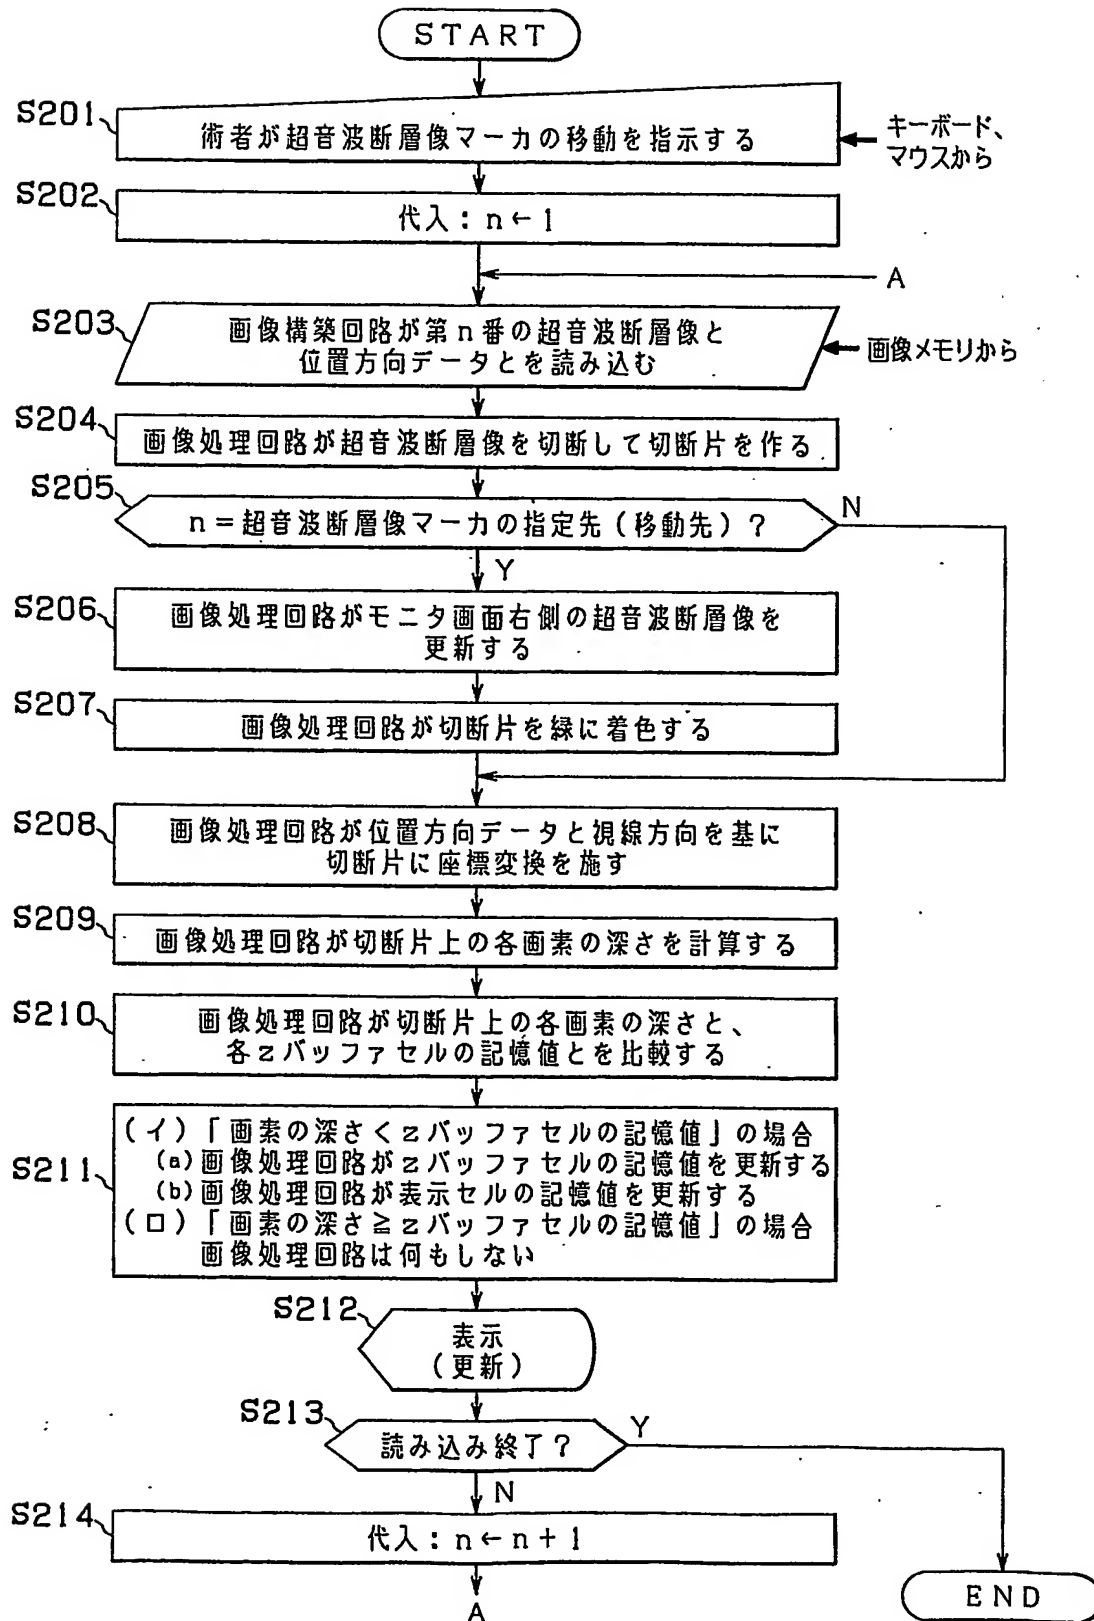 START
S201
術者が超音波断層像マーカの移動を指示する
キーボード、
マウスから
S202
代入：n←1
A
S203
画像構築回路が第n番の超音波断層像と
位置方向データとを読み込む
画像メモリから
S204
画像処理回路が超音波断層像を切断して切断片を作る
S205
n＝超音波断層像マーカの指定先（移動先）？
N
Y
S206
画像処理回路がモニタ画面右側の超音波断層像を
更新する
S207
画像処理回路が切断片を緑に着色する
S208
画像処理回路が位置方向データと視線方向を基に
切断片に座標変換を施す
S209
画像処理回路が切断片上の各画素の深さを計算する
S210
画像処理回路が切断片上の各画素の深さと、
各zバッファセルの記憶値とを比較する
S211
(イ)「画素の深さ＜zバッファセルの記憶値」の場合
(a)画像処理回路がzバッファセルの記憶値を更新する
(b)画像処理回路が表示セルの記憶値を更新する
(ロ)「画素の深さ≧zバッファセルの記憶値」の場合
画像処理回路は何もしない
S212
表示
(更新)
S213
読み込み終了？
Y
N
S214
代入：n←n+1
A
END